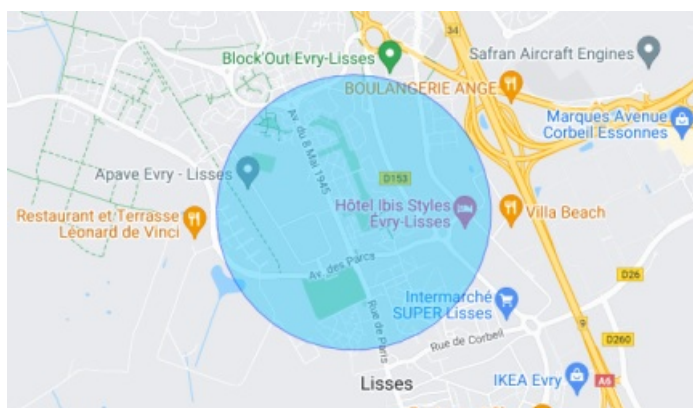 34
Block'Out Evry-Lisses
Safran Aircraft Engines
BOULANGERIE ANGE
Marques Avenue
Corbeil Essonnes
Av. du 8 Mai 1945
Apave Evry - Lisses
D153
Hôtel Ibis Styles
Évry-Lisses
Restaurant et Terrasse
Léonard de Vinci
Villa Beach
Av. des Parcs
D26
Intermarché
SUPER Lisses
Rue de Paris
9
Rue de Corbeil
D260
Lisses
IKEA Evry
A6